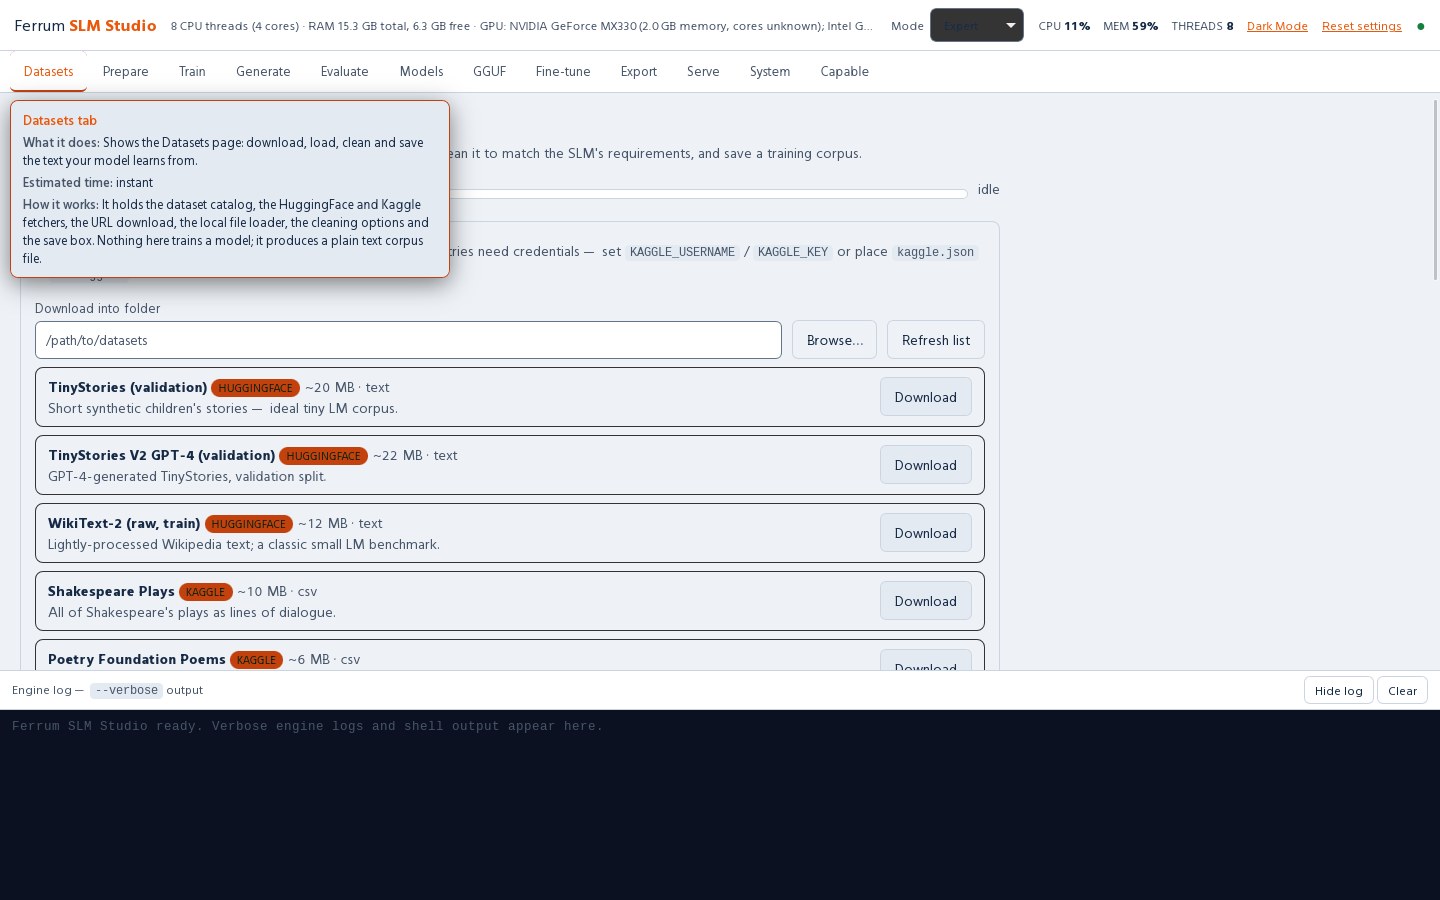 Ferrum SLM Studio
8 CPU threads (4 cores) · RAM 15.3 GB total, 6.3 GB free · GPU: NVIDIA GeForce MX330 (2.0 GB memory, cores unknown); Intel G...
Mode
Expert
CPU 11%
MEM 59%
THREADS 8
Dark Mode
Reset settings
Datasets
Prepare
Train
Generate
Evaluate
Models
GGUF
Fine-tune
Export
Serve
System
Capable
Datasets tab
What it does: Shows the Datasets page: download, load, clean and save
the text your model learns from.
Estimated time: instant
How it works: It holds the dataset catalog, the HuggingFace and Kaggle
fetchers, the URL download, the local file loader, the cleaning options and
the save box. Nothing here trains a model; it produces a plain text corpus
file.
it to match the SLM's requirements, and save a training corpus.
idle
need credentials — set KAGGLE_USERNAME / KAGGLE_KEY or place kaggle.json
Download into folder
/path/to/datasets
Browse...
Refresh list
TinyStories (validation) HUGGINGFACE ~20 MB · text
Short synthetic children's stories — ideal tiny LM corpus.
Download
TinyStories V2 GPT-4 (validation) HUGGINGFACE ~22 MB · text
GPT-4-generated TinyStories, validation split.
Download
WikiText-2 (raw, train) HUGGINGFACE ~12 MB · text
Lightly-processed Wikipedia text; a classic small LM benchmark.
Download
Shakespeare Plays KAGGLE ~10 MB · csv
All of Shakespeare's plays as lines of dialogue.
Download
Poetry Foundation Poems KAGGLE ~6 MB · csv
Download
Engine log — --verbose output
Hide log
Clear
Ferrum SLM Studio ready. Verbose engine logs and shell output appear here.